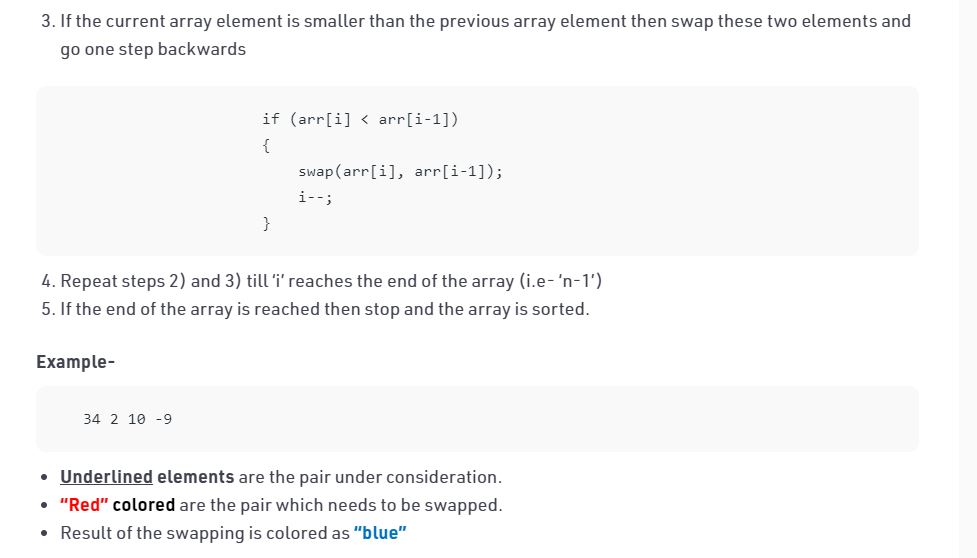 3. If the current array element is smaller than the previous array element then swap these two elements and
go one step backwards
if (arr[i] < arr[i-1])
{
swap(arr[i], arr[i-1]);
i--;
}
4. Repeat steps 2) and 3) till ‘i’ reaches the end of the array (i.e- ‘n-1’)
5. If the end of the array is reached then stop and the array is sorted.
Example-
34 2 10 -9
• Underlined elements are the pair under consideration.
• “Red” colored are the pair which needs to be swapped.
• Result of the swapping is colored as “blue”